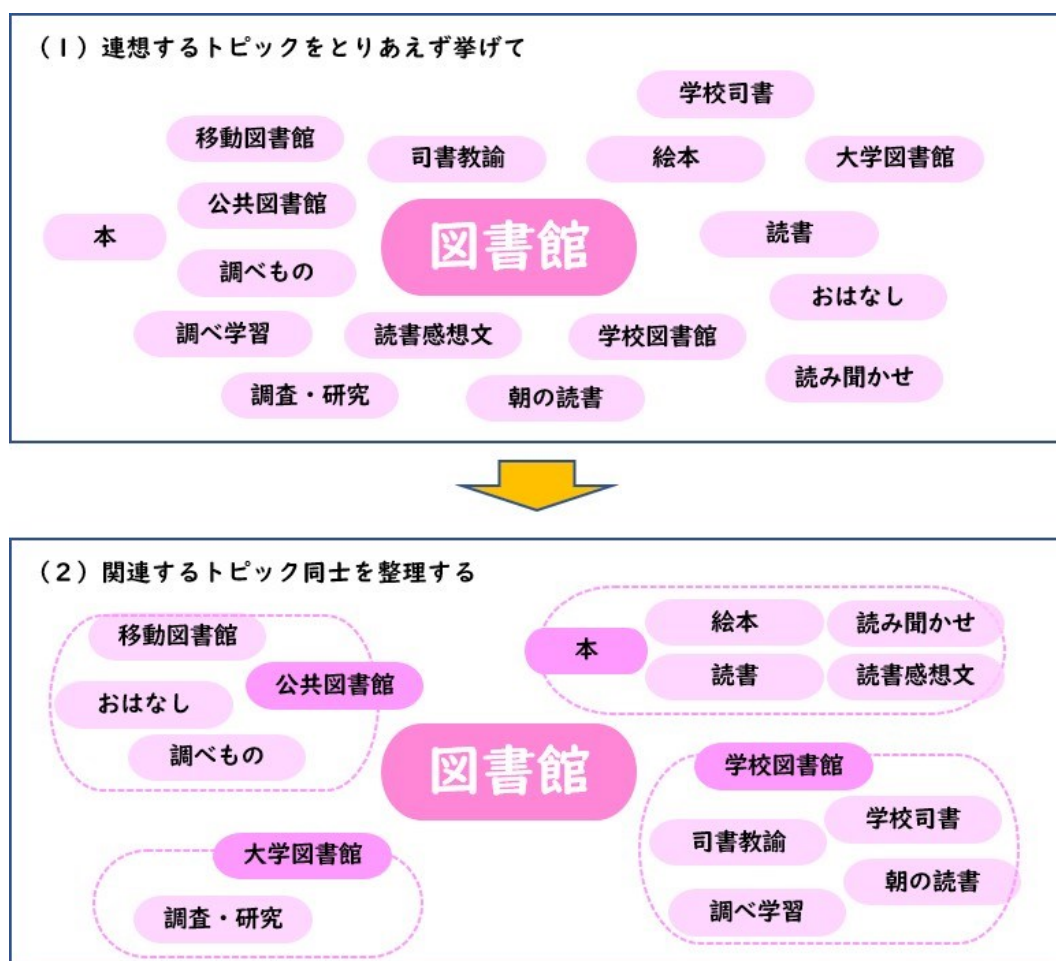 （１）連想するトピックをとりあえず挙げて
学校司書
移動図書館
司書教諭
絵本
大学図書館
公共図書館
本
図書館
読書
調べもの
おはなし
調べ学習
読書感想文
学校図書館
読み聞かせ
調査・研究
朝の読書
（２）関連するトピック同士を整理する
移動図書館
公共図書館
おはなし
調べもの
本
絵本
読み聞かせ
読書
読書感想文
図書館
学校図書館
学校司書
司書教諭
朝の読書
調べ学習
大学図書館
調査・研究